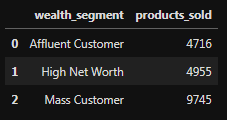 wealth_segment products_sold
0 Affluent Customer 4716
1 High Net Worth 4955
2 Mass Customer 9745